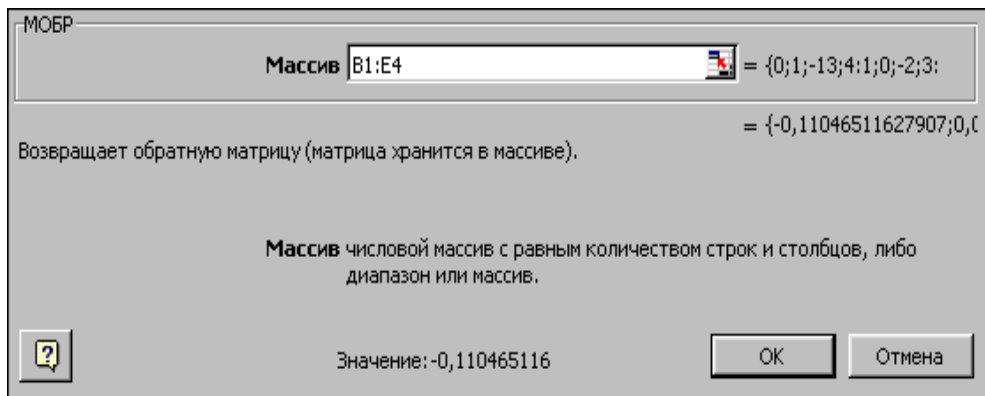 МОБР
Массив B1:E4 = {0;1;-13;4:1;0;-2;3:
= {-0,11046511627907;0,0
Возвращает обратную матрицу (матрица хранится в массиве).
Массив числовой массив с равным количеством строк и столбцов, либо
диапазон или массив.
? Значение:-0,110465116 OK Отмена